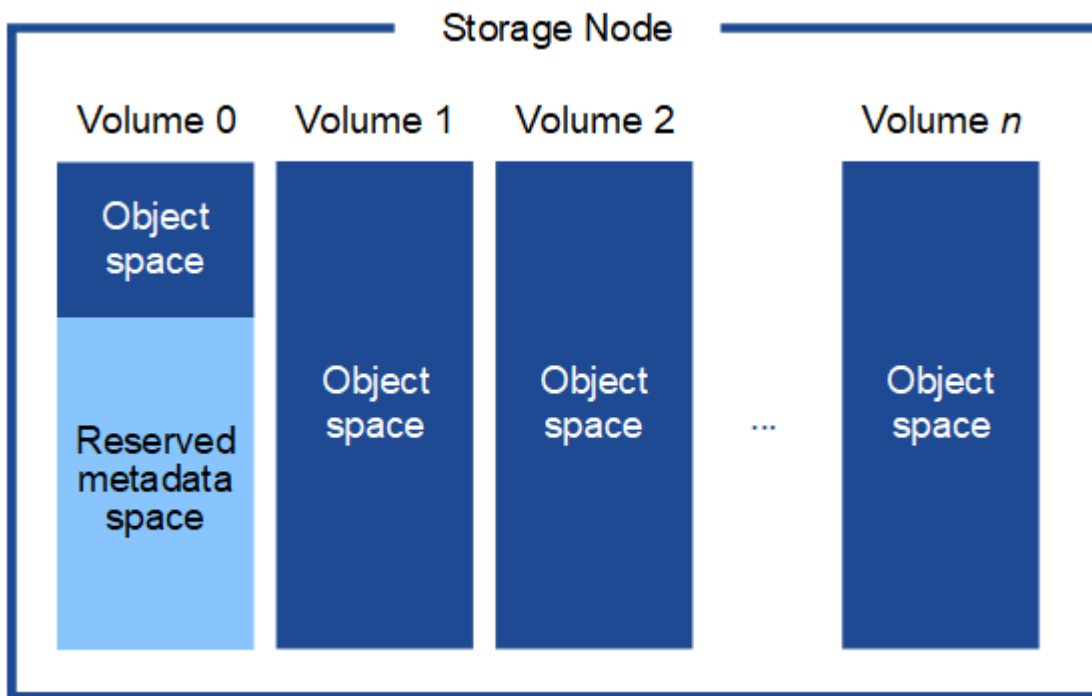 Storage Node
Volume 0
Volume 1
Volume 2
Volume n
Object
space
Reserved
metadata
space
Object
space
Object
space
...
Object
space